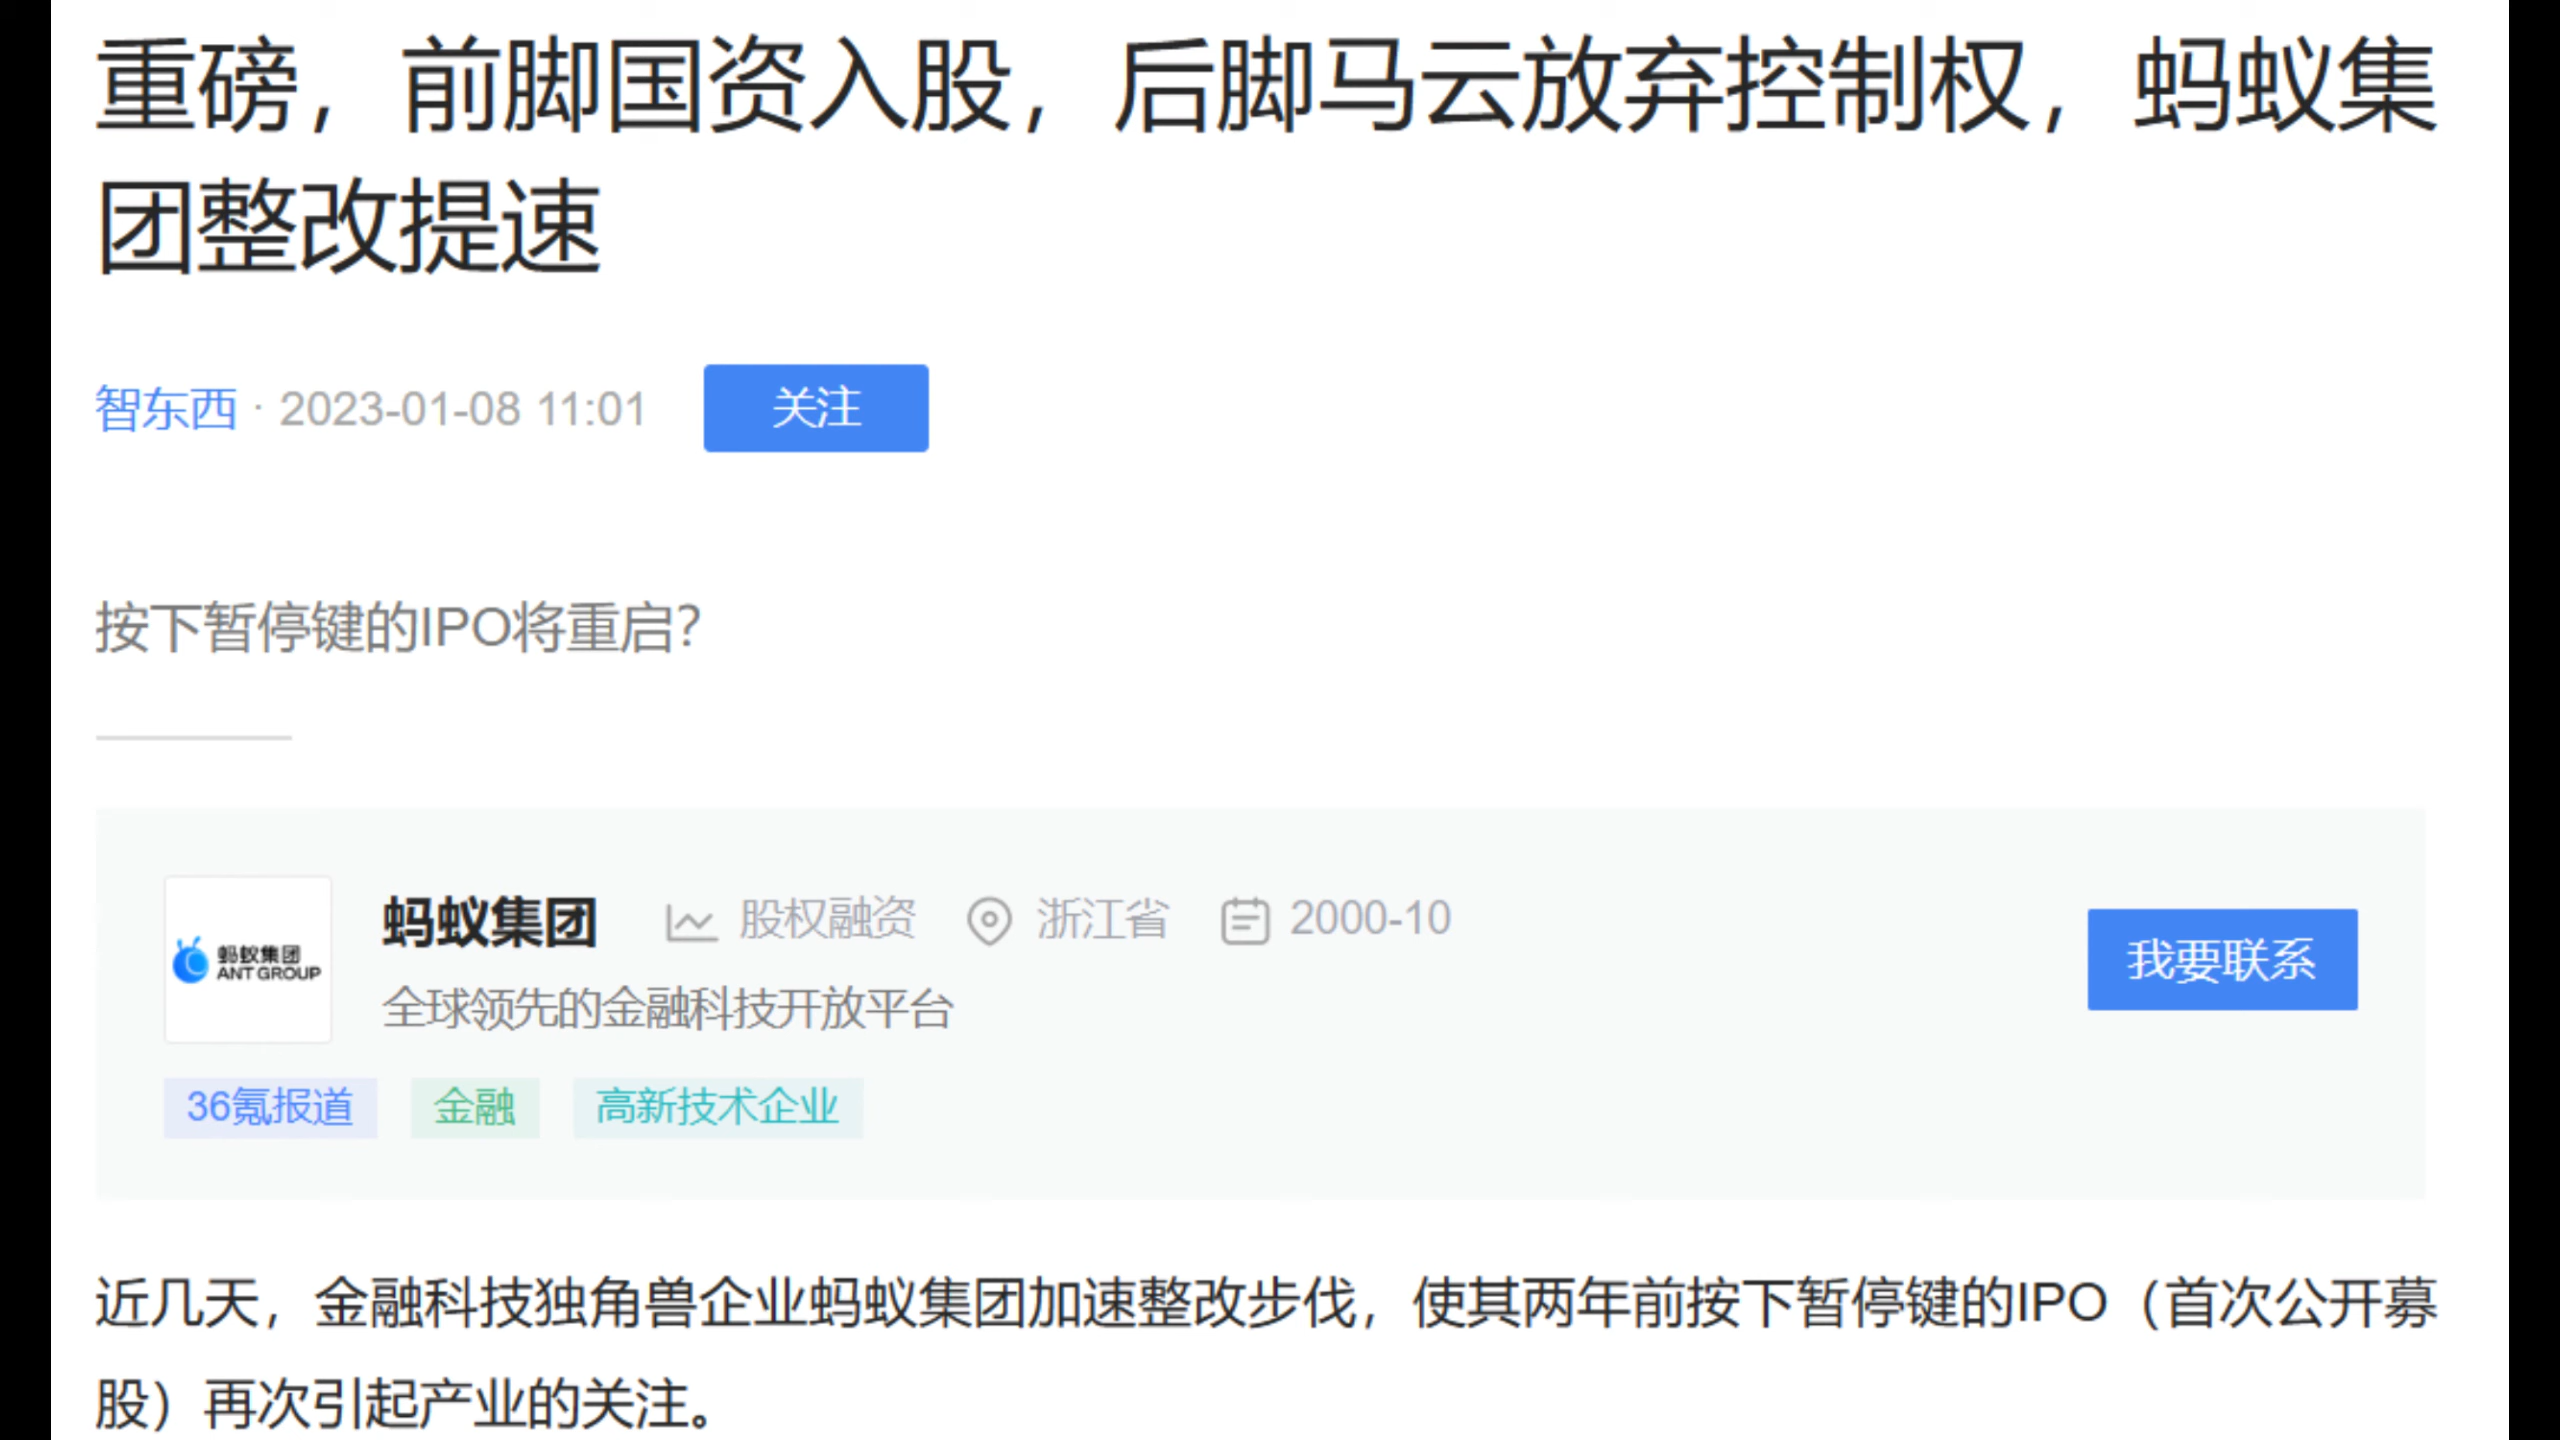 重磅，前脚国资入股，后脚马云放弃控制权，蚂蚁集
团整改提速
智东西 · 2023-01-08 11:01 关注
按下暂停键的IPO将重启？
蚂蚁集团 股权融资 浙江省 2000-10
蚂蚁集团
ANT GROUP
全球领先的金融科技开放平台
我要联系
36氪报道 金融 高新技术企业
近几天，金融科技独角兽企业蚂蚁集团加速整改步伐，使其两年前按下暂停键的IPO（首次公开募
股）再次引起产业的关注。